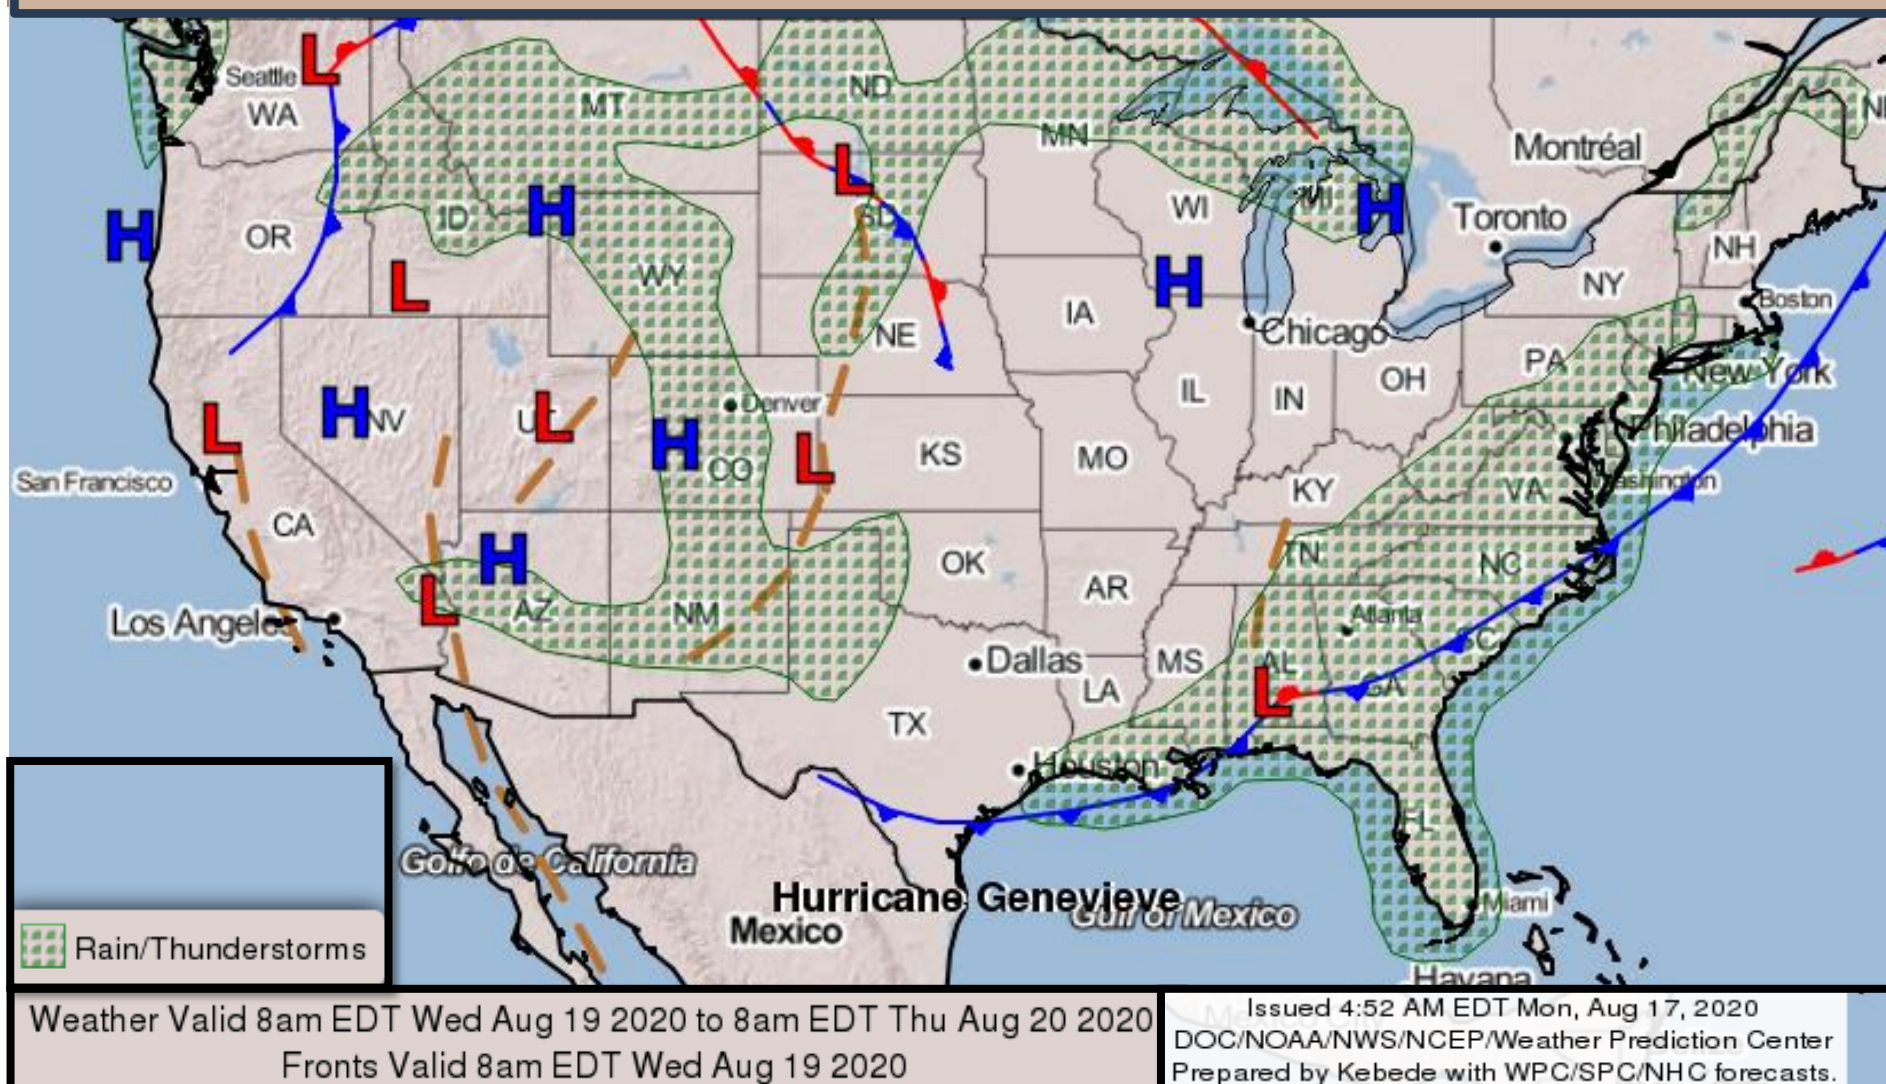 Seattle
L
WA
MT
ND
MN
Montréal
L
H
OR
ID
H
SD
WI
MI
H
Toronto
NH
NY
L
WY
H
IA
NE
Boston
Chicago
PA
New York
L
H
NV
UT
L
Denver
H
CO
L
KS
MO
IL
IN
OH
Philadelphia
San Francisco
CA
KY
VA
Washington
H
OK
AR
TN
NC
Los Angeles
L
AZ
NM
Atlanta
SC
Dallas
MS
AL
LA
L
GA
TX
Houston
FL
Golfo de California
Hurricane Genevieve
Gulf of Mexico
Mexico
Miami
Havana
Rain/Thunderstorms
Weather Valid 8am EDT Wed Aug 19 2020 to 8am EDT Thu Aug 20 2020
Fronts Valid 8am EDT Wed Aug 19 2020
Issued 4:52 AM EDT Mon, Aug 17, 2020
DOC/NOAA/NWS/NCEP/Weather Prediction Center
Prepared by Kebede with WPC/SPC/NHC forecasts.